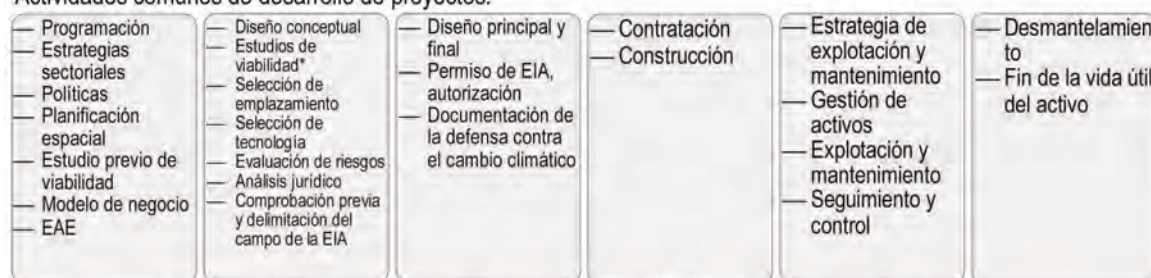 Actividades comunes de desarrollo de proyectos:
— Programación
— Estrategias
sectoriales
— Políticas
— Planificación
espacial
— Estudio previo de
viabilidad
— Modelo de negocio
— EAE
— Diseño conceptual
— Estudios de
viabilidad*
— Selección de
emplazamiento
— Selección de
tecnología
— Evaluación de riesgos
— Análisis jurídico
— Comprobación previa
y delimitación del
campo de la EIA
— Diseño principal y
final
— Permiso de EIA,
autorización
— Documentación de
la defensa contra
el cambio climático
— Contratación
— Construcción
— Estrategia de
explotación y
mantenimiento
— Gestión de
activos
— Explotación y
mantenimiento
— Seguimiento y
control
— Desmantelamien
to
— Fin de la vida útil
del activo